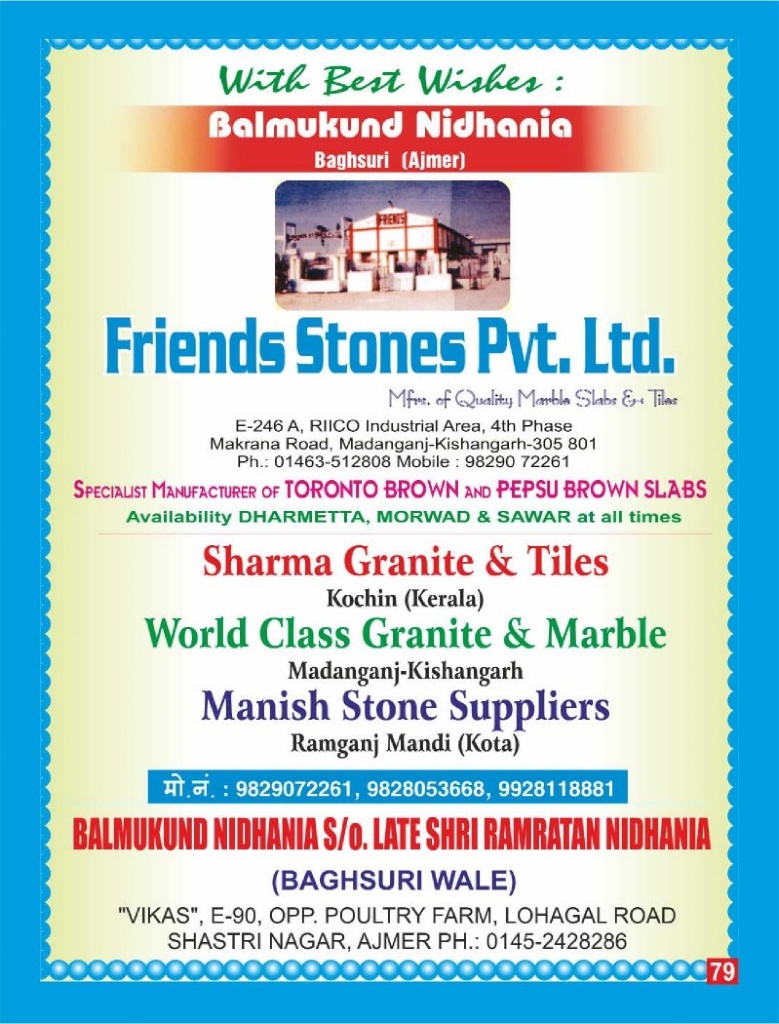 With Best Wishes :
Balmukund Nidhania
Baghsuri (Ajmer)
FRIENDS
Friends Stones Pvt. Ltd.
Mfrs. of Quality Marble Slabs & Tiles
E-246 A, RIICO Industrial Area, 4th Phase
Makrana Road, Madanganj-Kishangarh-305 801
Ph.: 01463-512808 Mobile : 98290 72261
SPECIALIST MANUFACTURER OF TORONTO BROWN AND PEPSU BROWN SLABS
Availability DHARMETTA, MORWAD & SAWAR at all times
Sharma Granite & Tiles
Kochin (Kerala)
World Class Granite & Marble
Madanganj-Kishangarh
Manish Stone Suppliers
Ramganj Mandi (Kota)
मो.नं. : 9829072261, 9828053668, 9928118881
BALMUKUND NIDHANIA S/o. LATE SHRI RAMRATAN NIDHANIA
(BAGHSURI WALE)
"VIKAS", E-90, OPP. POULTRY FARM, LOHAGAL ROAD
SHASTRI NAGAR, AJMER PH.: 0145-2428286
79